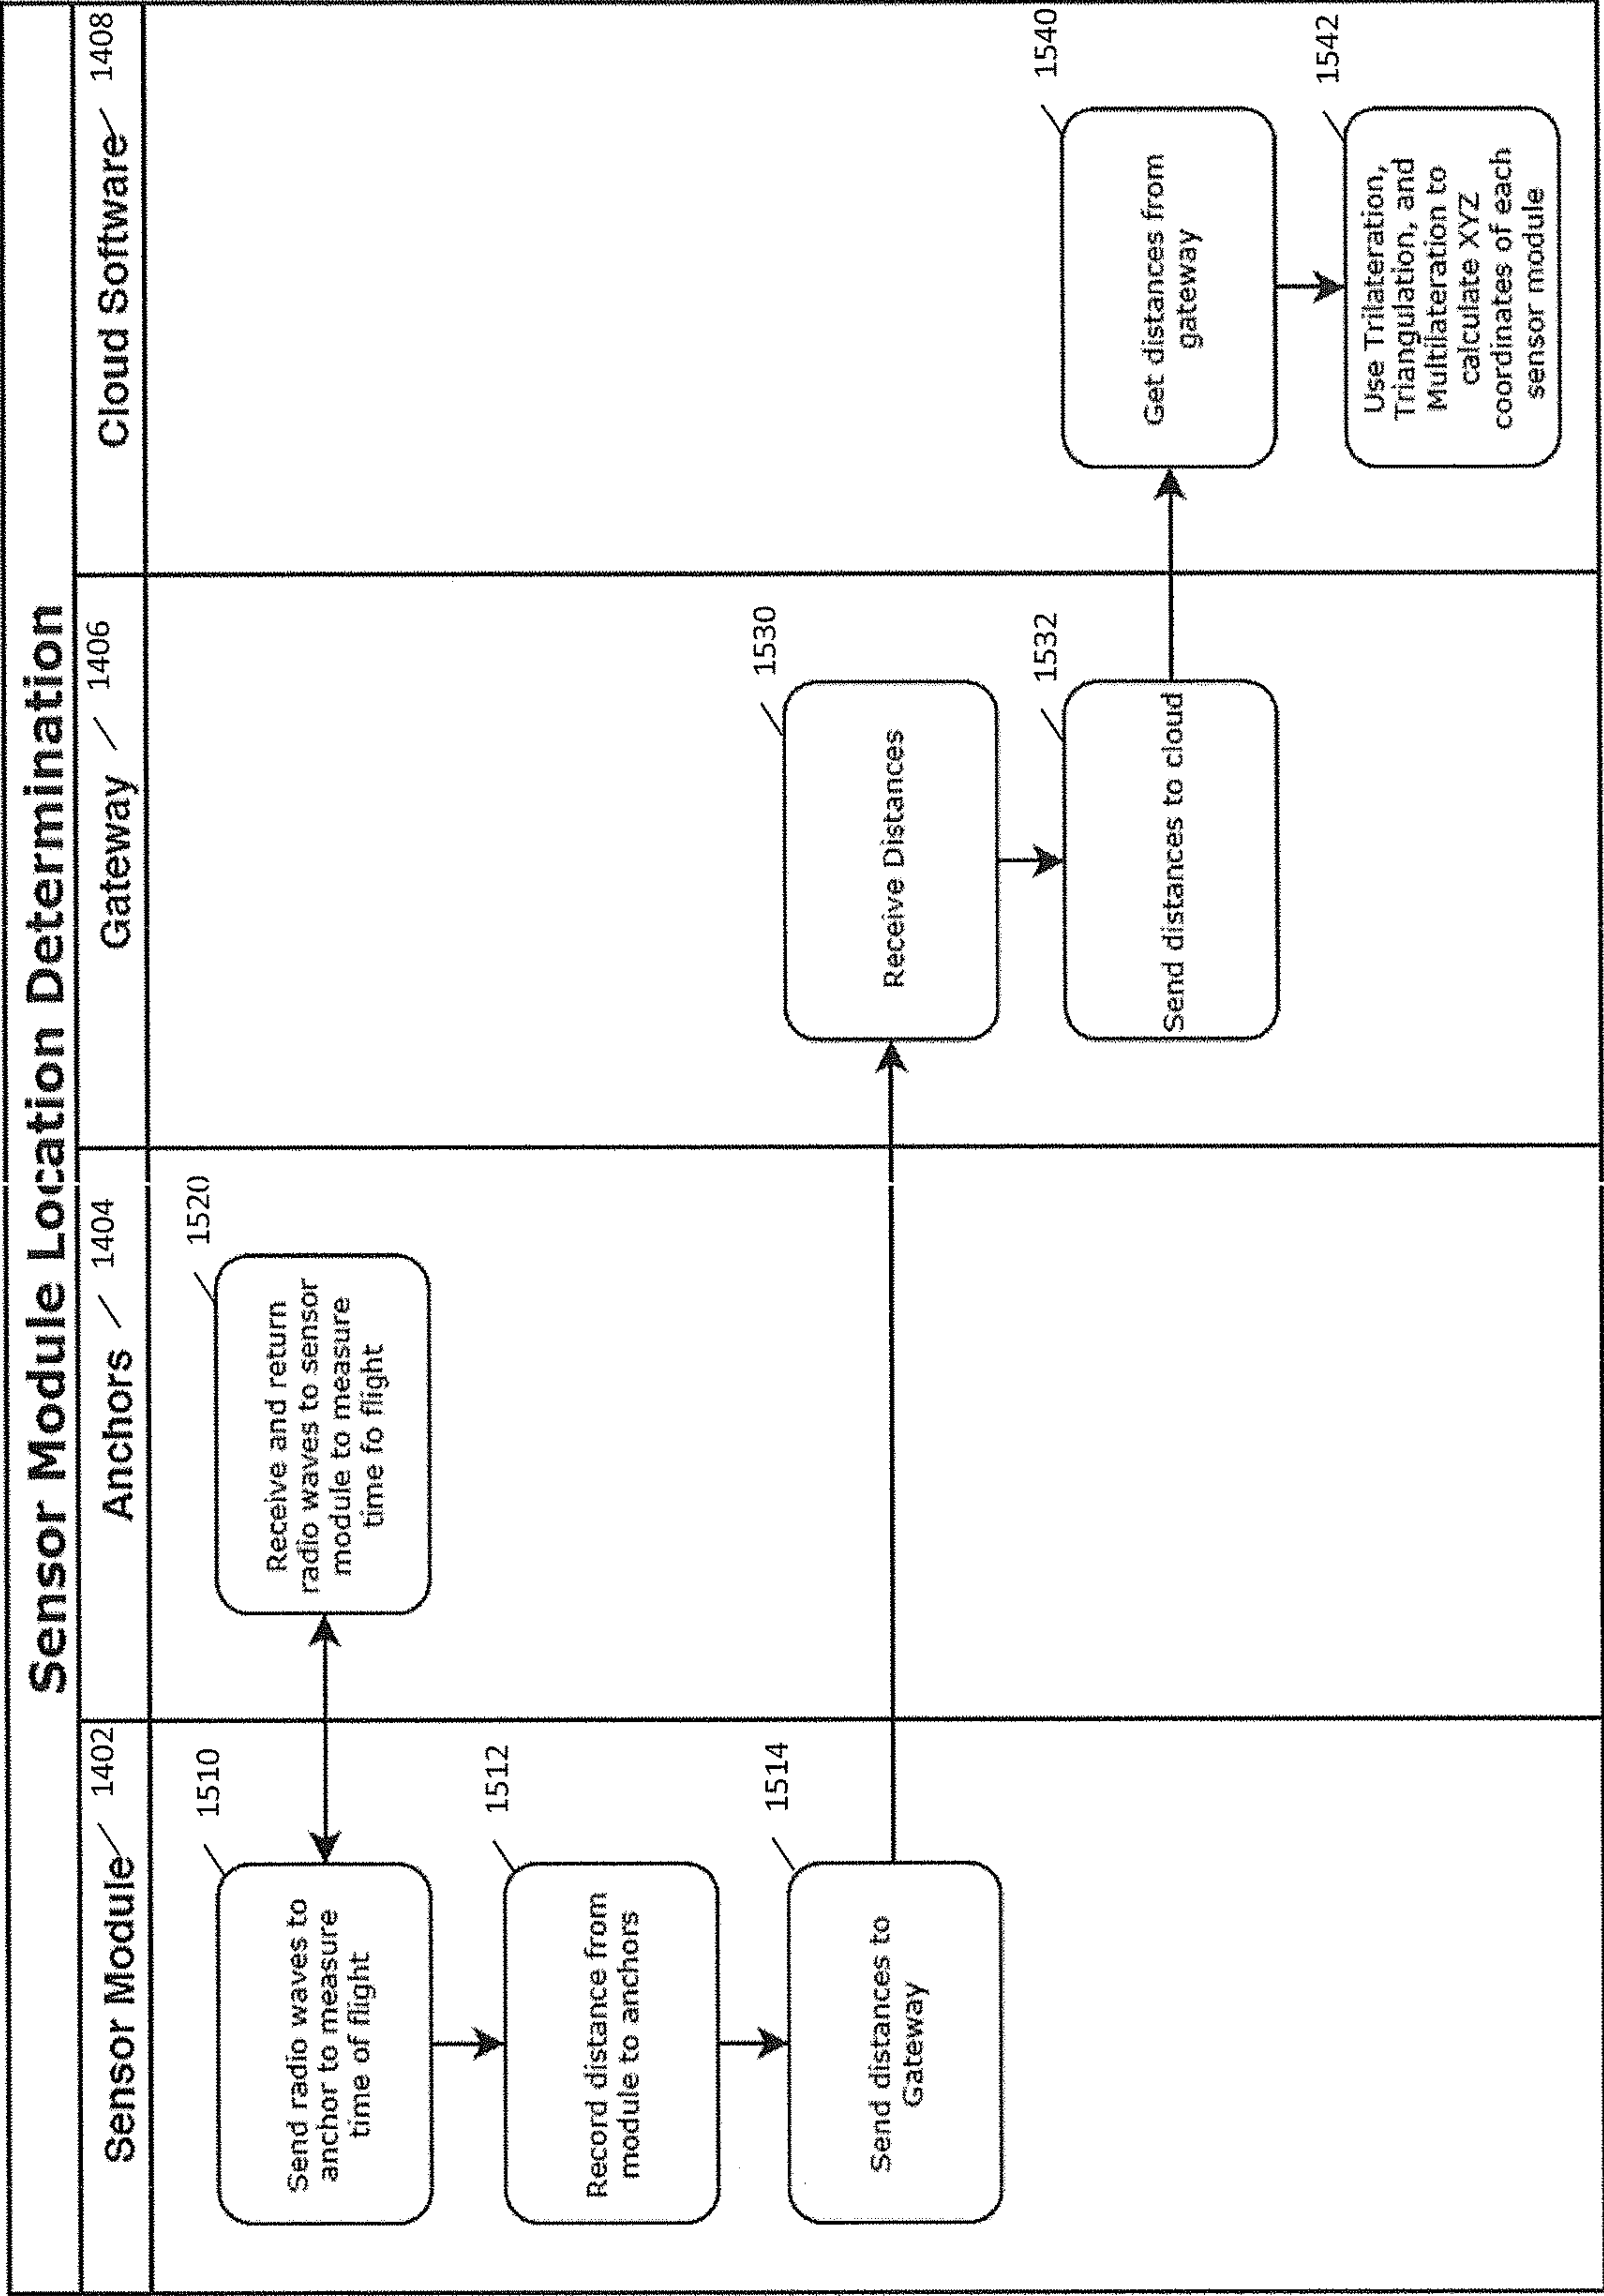 Sensor Module Location Determination
Sensor Module 1402
Anchors 1404
Gateway 1406
Cloud Software 1408
1510
Send radio waves to
anchor to measure
time of flight
1520
Receive and return
radio waves to sensor
module to measure
time fo flight
1512
Record distance from
module to anchors
1514
Send distances to
Gateway
1530
Receive Distances
1532
Send distances to cloud
1540
Get distances from
gateway
1542
Use Trilateration,
Triangulation, and
Multilateration to
calculate XYZ
coordinates of each
sensor module